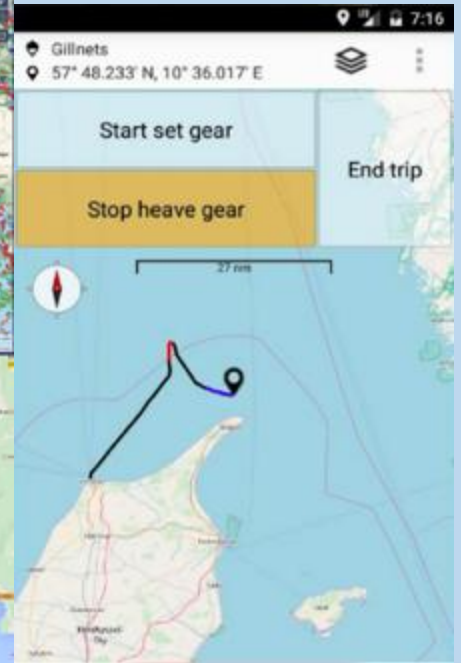 7:16
Gillnets
57° 48.233' N, 10° 36.017' E
Start set gear
End trip
Stop heave gear
27 nm